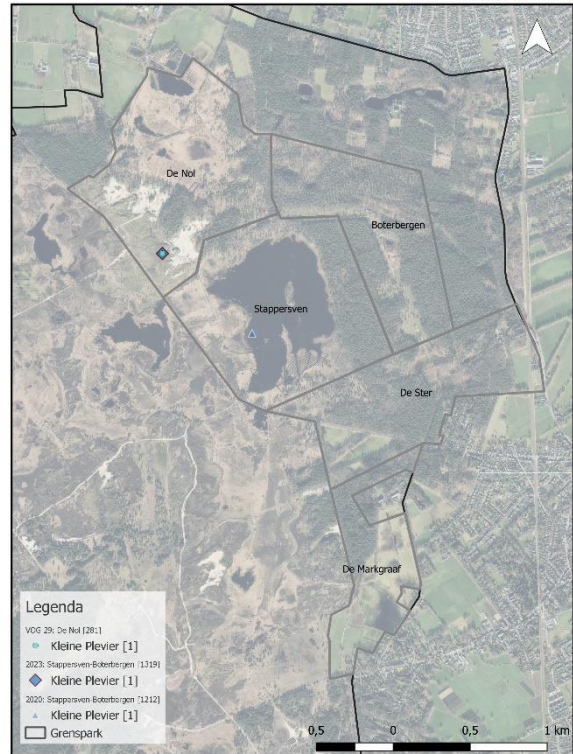 De Nol
Boterbergen
Stappersven
De Ster
De Markgraaf
Legenda
VOG 29: De Nol [281]
Kleine Plevier [1]
2023: Stappersven-Boterbergen [1319]
Kleine Plevier [1]
2020: Stappersven-Boterbergen [1212]
Kleine Plevier [1]
Grenspark
0,5 0 0,5 1 km